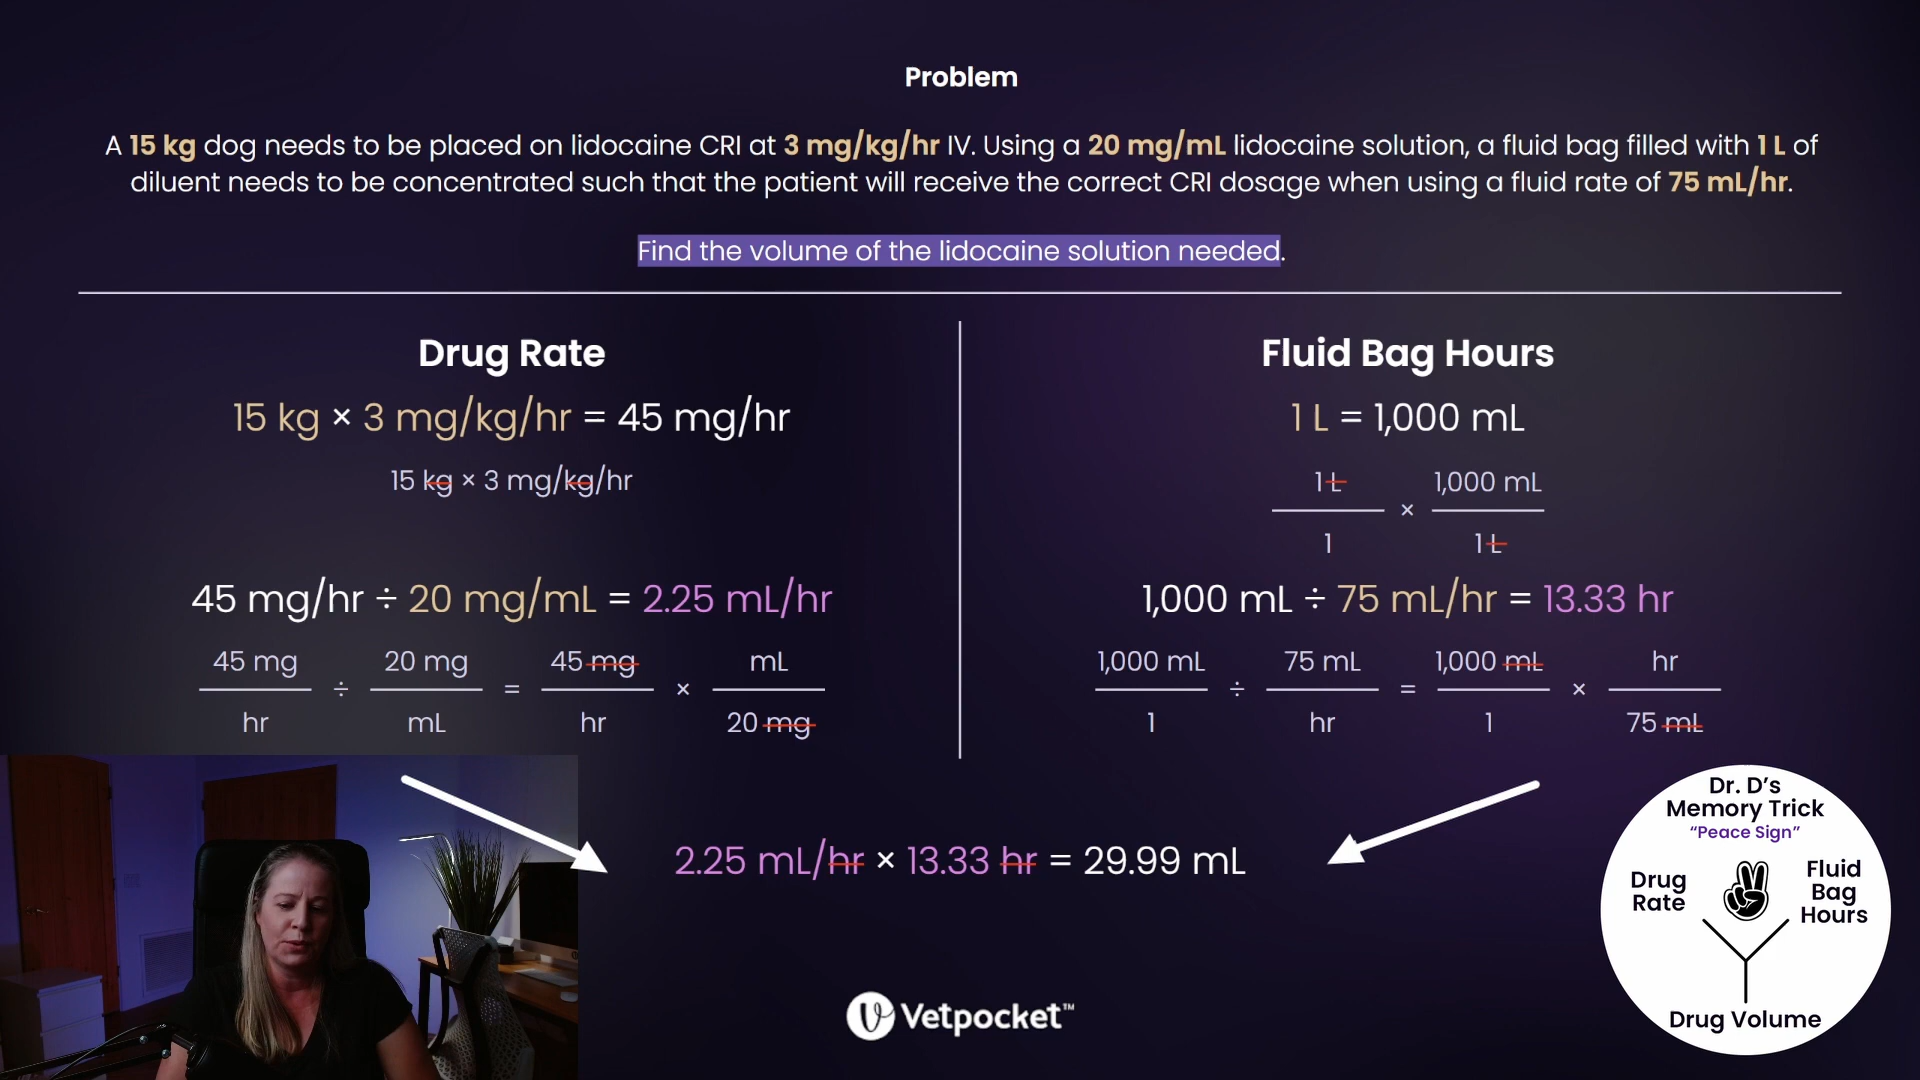 Problem
A 15 kg dog needs to be placed on lidocaine CRI at 3 mg/kg/hr IV. Using a 20 mg/mL lidocaine solution, a fluid bag filled with 1 L of
diluent needs to be concentrated such that the patient will receive the correct CRI dosage when using a fluid rate of 75 mL/hr.
Find the volume of the lidocaine solution needed.
Drug Rate
15 kg × 3 mg/kg/hr = 45 mg/hr
15 kg × 3 mg/kg/hr
45 mg/hr ÷ 20 mg/mL = 2.25 mL/hr
45 mg 20 mg 45 mg mL
÷ = ×
hr mL hr 20 mg
Fluid Bag Hours
1 L = 1,000 mL
1 L 1,000 mL
×
1 1 L
1,000 mL ÷ 75 mL/hr = 13.33 hr
1,000 mL 75 mL 1,000 mL hr
÷ = ×
1 hr 1 75 mL
2.25 mL/hr × 13.33 hr = 29.99 mL
Dr. D's
Memory Trick
"Peace Sign"
Drug
Rate
Fluid
Bag
Hours
Drug Volume
Vetpocket™